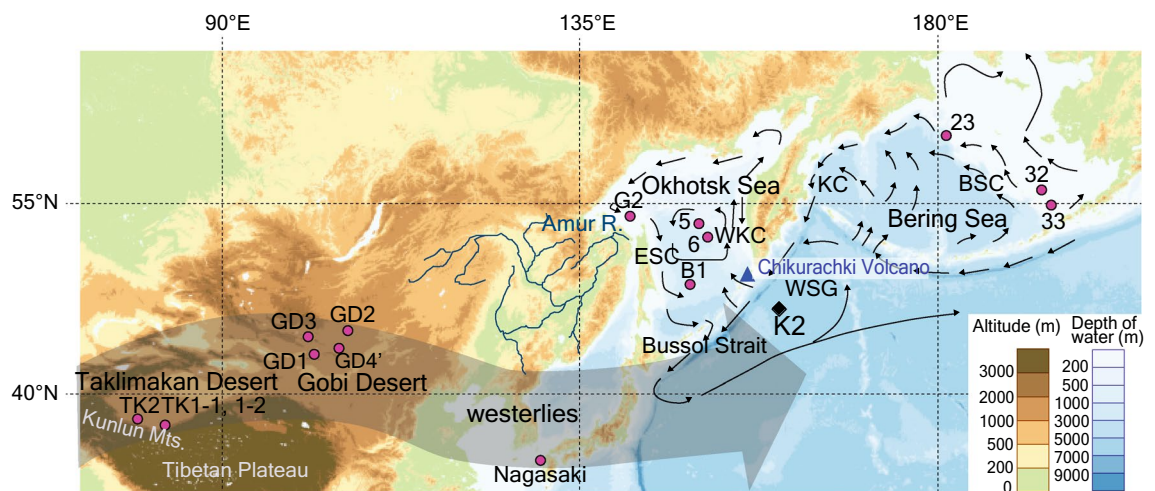 90°E 135°E 180°E
23
Okhotsk Sea
KC BSC 32
55°N G2
Bering Sea 33
Amur R. 5
6 WKC
ESC
B1 Chikurachki Volcano
WSG
GD3 GD2
K2
GD1 GD4’
Bussol Strait
Altitude (m) Depth of
water (m)
Taklimakan Desert Gobi Desert
40°N
TK2 TK1-1, 1-2
westerlies
Kunlun Mts.
Tibetan Plateau
Nagasaki
3000
2000
1000
500
200
0
200
500
1000
3000
5000
7000
9000